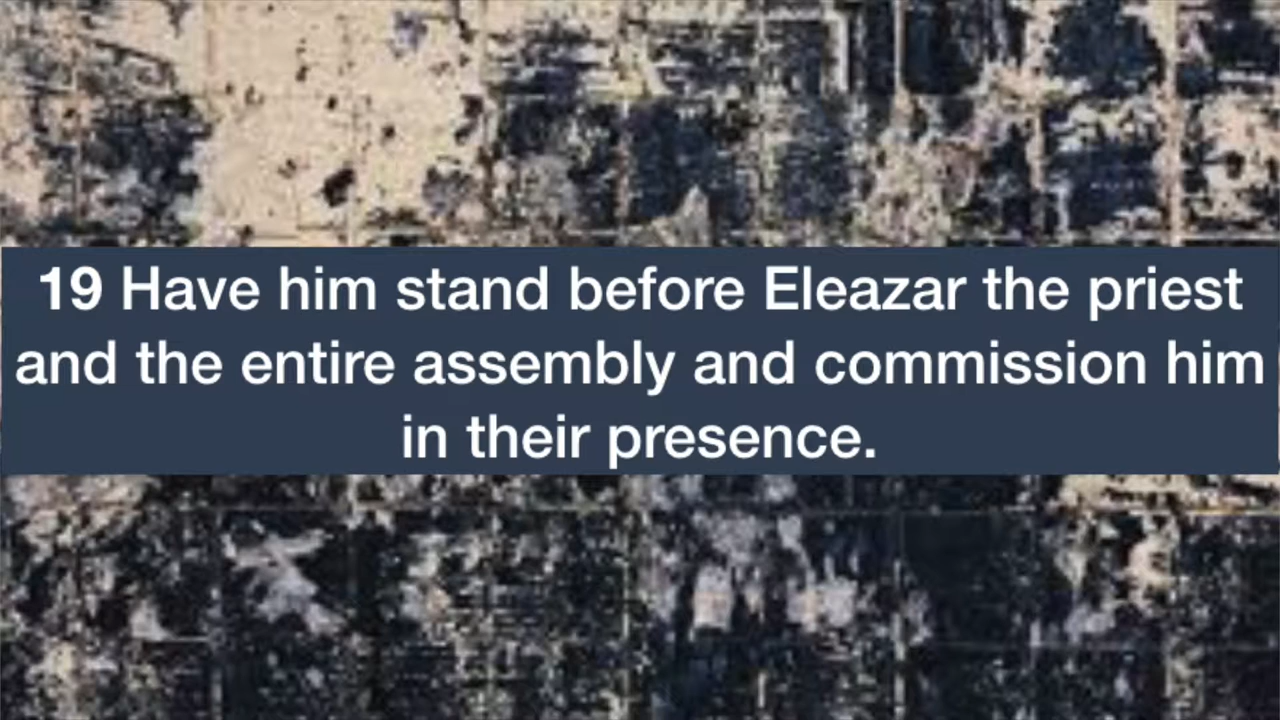 19 Have him stand before Eleazar the priest
and the entire assembly and commission him
in their presence.